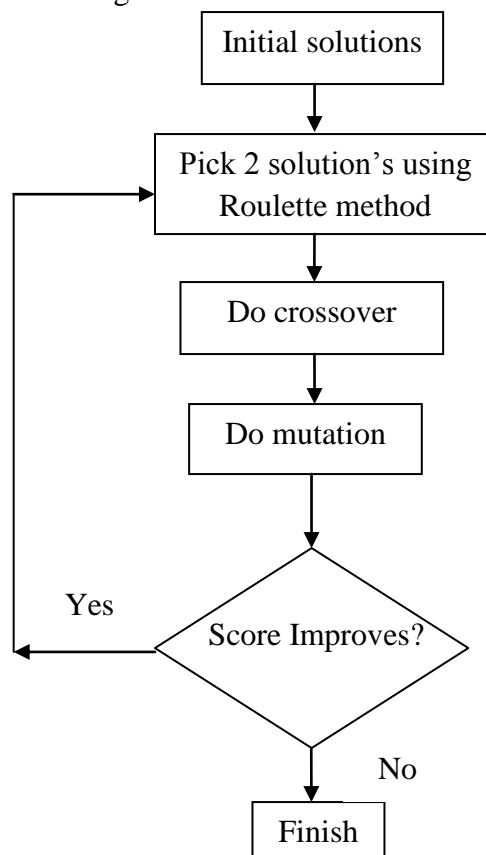 Initial solutions
Pick 2 solution's using
Roulette method
Do crossover
Do mutation
Score Improves?
Yes
No
Finish